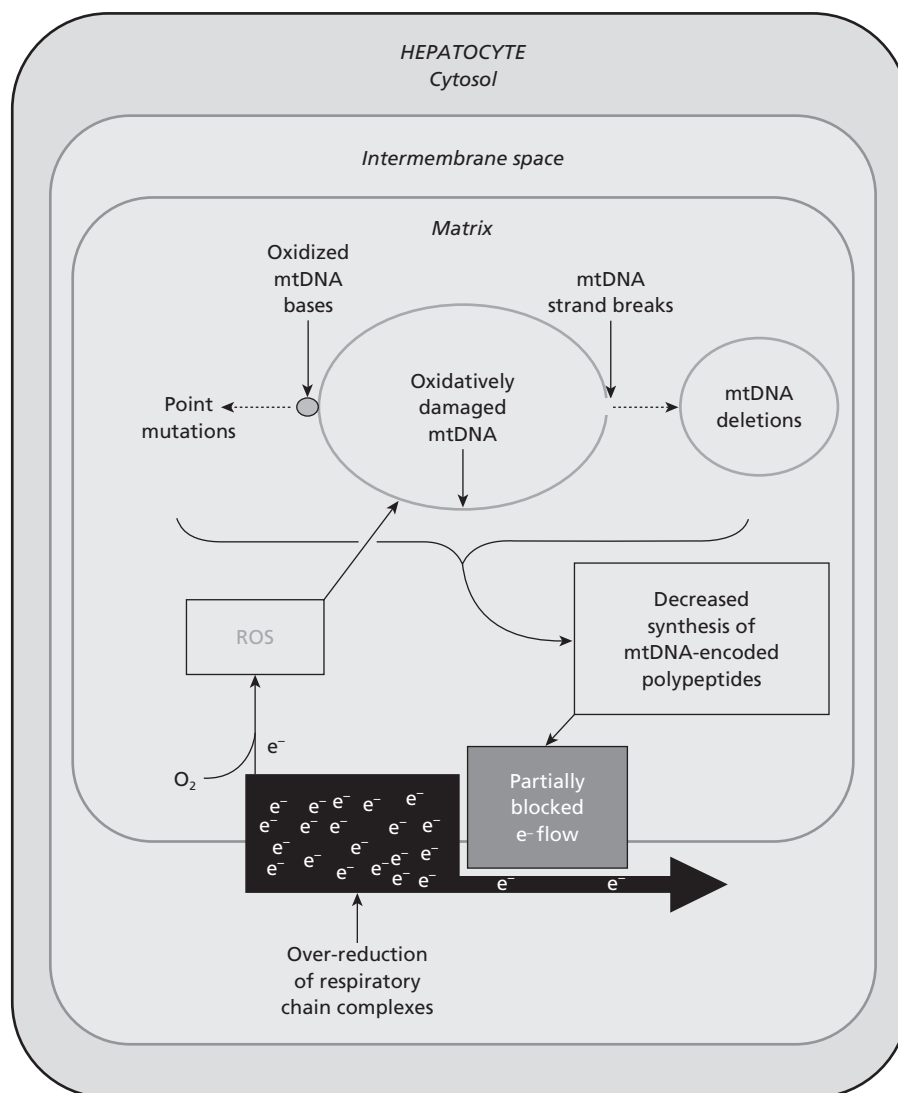 HEPATOCYTE
Cytosol
Intermembrane space
Matrix
Oxidized
mtDNA
bases
mtDNA
strand breaks
Point
mutations
Oxidatively
damaged
mtDNA
mtDNA
deletions
ROS
Decreased
synthesis of
mtDNA-encoded
polypeptides
e⁻
O₂
Partially
blocked
e⁻ flow
e⁻ e⁻ e⁻ e⁻ e⁻
e⁻ e⁻ e⁻ e⁻ e⁻
e⁻ e⁻ e⁻ e⁻
e⁻ e⁻ e⁻ e⁻
e⁻ e⁻
e⁻ e⁻
Over-reduction
of respiratory
chain complexes